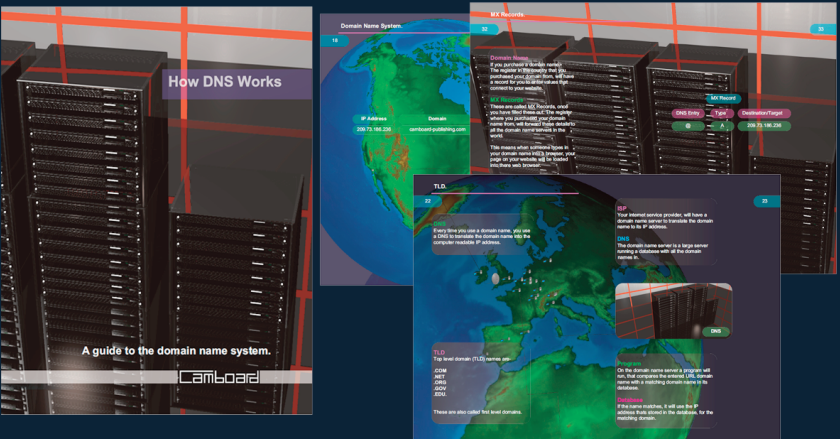 How DNS Works
A guide to the domain name system.
Camboard
Domain Name System.
18
IP Address
Domain
209.73.186.238
camboard-publishing.com
MX Records.
32
33
Domain Name
If you purchase a domain name.
The register in the country that you
purchased your domain from, will have
a record for you to enter values that
connect to your website.
MX Records
These are called MX Records, once
you have filled these out. The register
where you purchased your domain
name from, will forward these details to
all the domain name servers in the
world.
This means when someone types in
your domain name into a browser, your
page on your website will be loaded
into there web browser.
MX Record
DNS Entry
Type
Destination/Target
@
A
209.73.186.238
TLD.
22
23
DNS
Every time you use a domain name, you use
a DNS to translate the domain name into the
computer readable IP address.
TLD
Top level domain (TLD) names are-
.COM
.NET
.ORG
.GOV
.EDU.
These are also called first level domains.
ISP
Your internet service provider, will have a
domain name server to translate the domain
name to its IP address.
DNS
The domain name server is a large server
running a database with all the domain
names in.
DNS
Program
On the domain name server a program will
run, that compares the entered URL domain
name with a matching domain name in its
database.
Database
If the name matches, it will use the IP
address thats stored in the database, for the
matching domain.